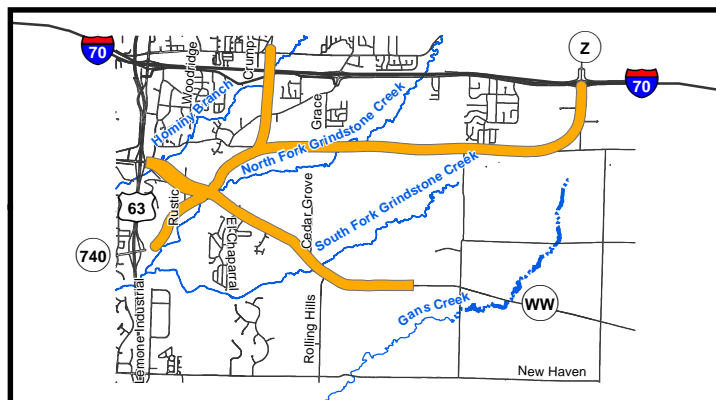 Z
70
70
Woodridge
Crump
Grace
Hominy Branch
North Fork Grindstone Creek
63
Rustic
Cedar Grove
South Fork Grindstone Creek
El Chaparral
740
Lemone Industrial
Rolling Hills
Gans Creek
WW
New Haven